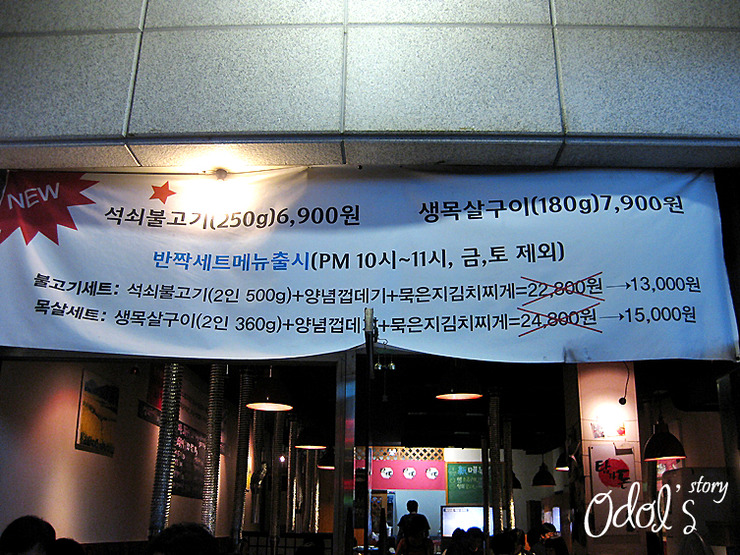 NEW
석쇠불고기(250g)6,900원 생목살구이(180g)7,900원
반짝세트메뉴출시(PM 10시~11시, 금,토 제외)
불고기세트: 석쇠불고기(2인 500g)+양념껍데기+묵은지김치찌게=22,800원→13,000원
목살세트: 생목살구이(2인 360g)+양념껍데기+묵은지김치찌게=24,800원→15,000원
Odol's story